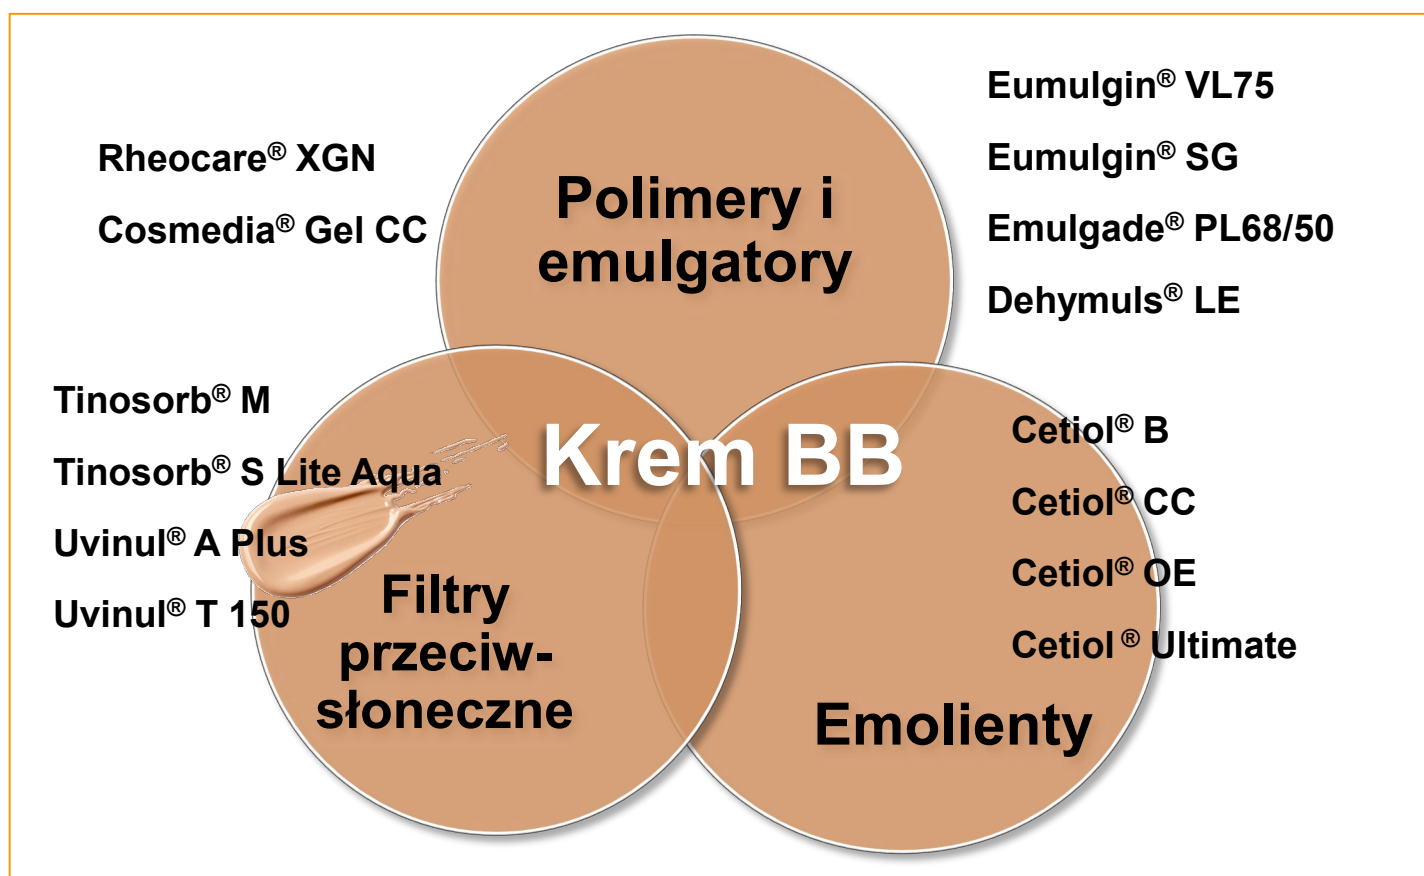 Rheocare® XGN
Cosmedia® Gel CC
Polimery i
emulgatory
Eumulgin® VL75
Eumulgin® SG
Emulgade® PL68/50
Dehymuls® LE
Tinosorb® M
Tinosorb® S Lite Aqua
Uvinul® A Plus
Uvinul® T 150
Krem BB
Cetiol® B
Cetiol® CC
Cetiol® OE
Cetiol ® Ultimate
Filtry
przeciw-
słoneczne
Emolienty